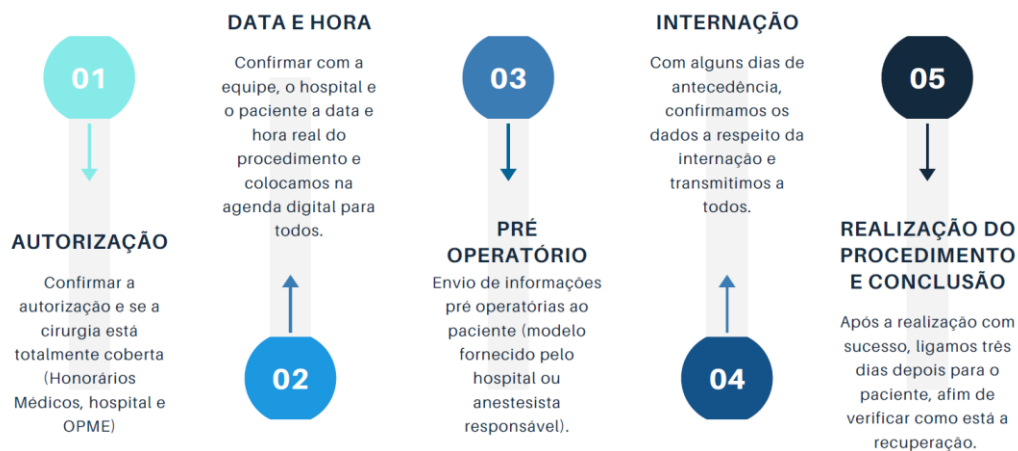 01
AUTORIZAÇÃO
Confirmar a
autorização e se a
cirurgia está
totalmente coberta
(Honorários
Médicos, hospital e
OPME)
DATA E HORA
Confirmar com a
equipe, o hospital e
o paciente a data e
hora real do
procedimento e
colocamos na
agenda digital para
todos.
02
03
PRÉ
OPERATÓRIO
Envio de informações
pré operatórias ao
paciente (modelo
fornecido pelo
hospital ou
anestesista
responsável).
INTERNAÇÃO
Com alguns dias de
antecedência,
confirmamos os
dados a respeito da
internação e
transmitimos a
todos.
04
05
REALIZAÇÃO DO
PROCEDIMENTO
E CONCLUSÃO
Após a realização com
sucesso, ligamos três
dias depois para o
paciente, afim de
verificar como está a
recuperação.